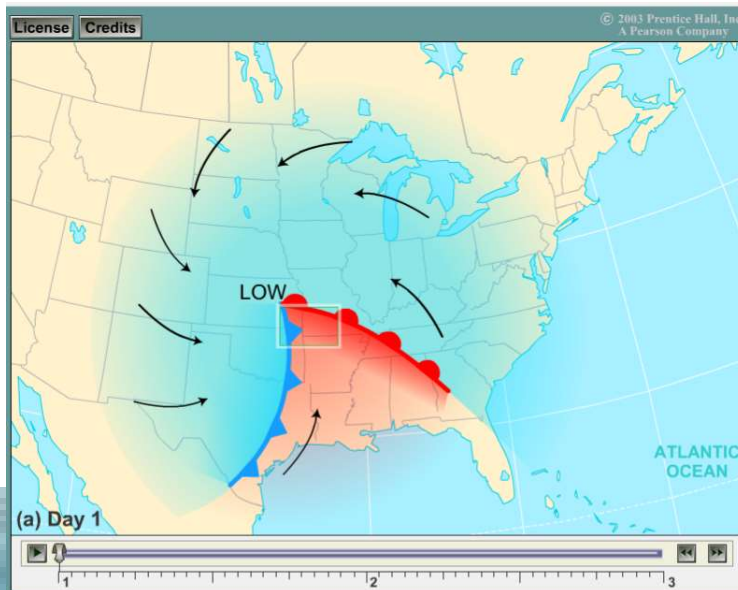 License Credits
© 2003 Prentice Hall, Inc
A Pearson Company
LOW
ATLANTIC
OCEAN
(a) Day 1
1 2 3